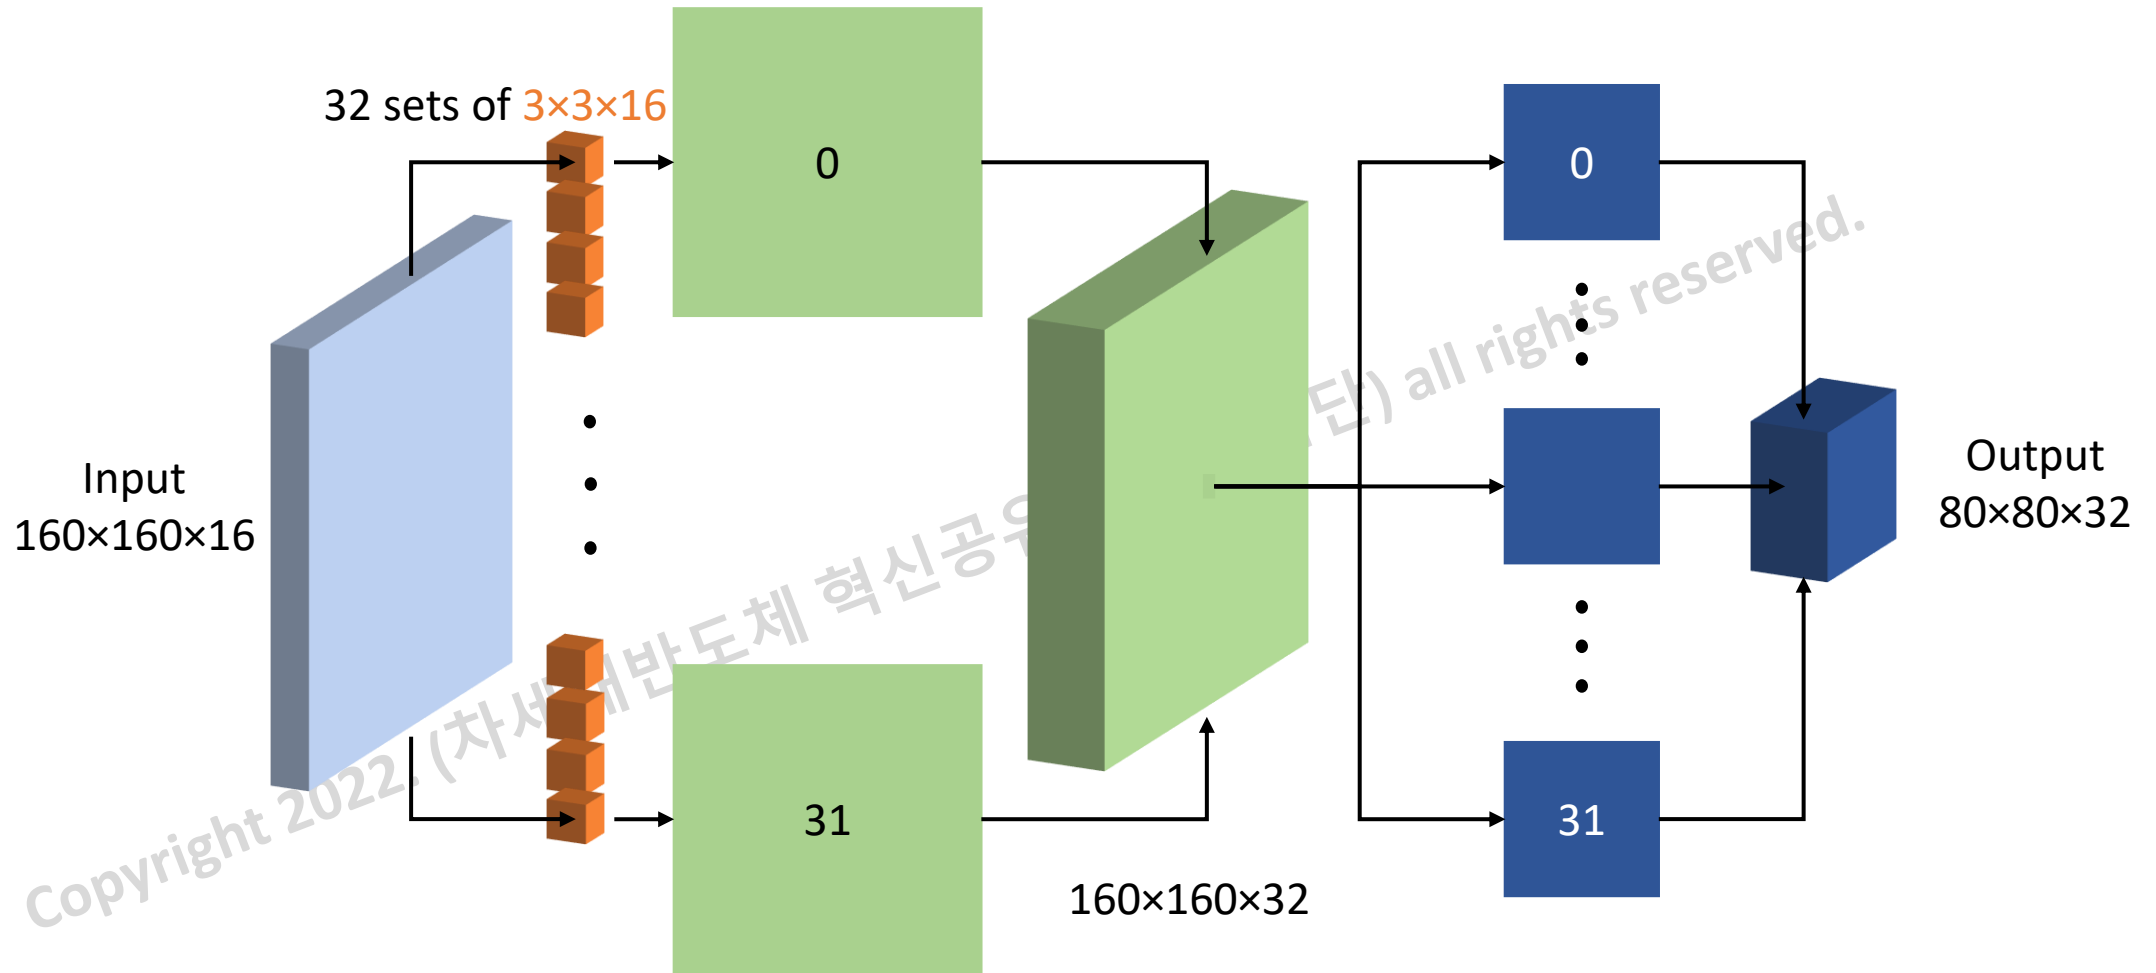 32 sets of 3×3×16
0
0
Input
160×160×16
Output
80×80×32
31
31
160×160×32
Copyright 2022. (차세대반도체 혁신공유 단) all rights reserved.